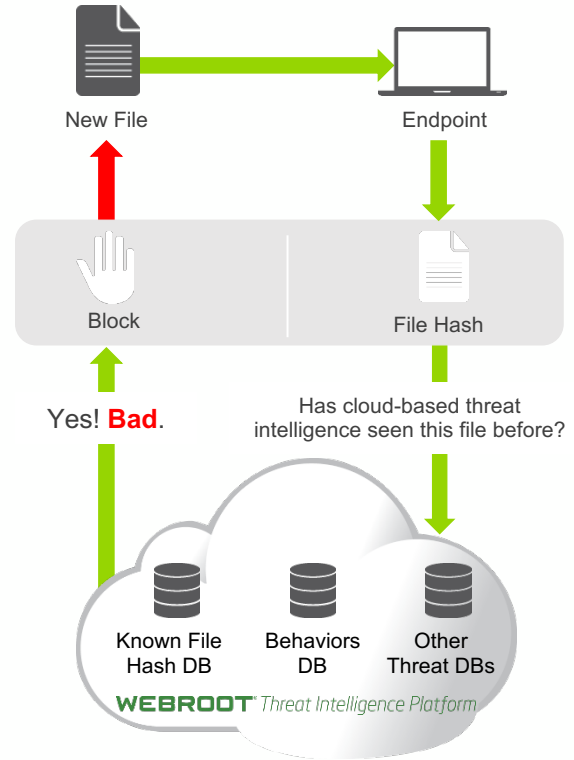 New File
Endpoint
Block
File Hash
Yes! Bad.
Has cloud-based threat
intelligence seen this file before?
Known File
Hash DB
Behaviors
DB
Other
Threat DBs
WEBROOT® Threat Intelligence Platform